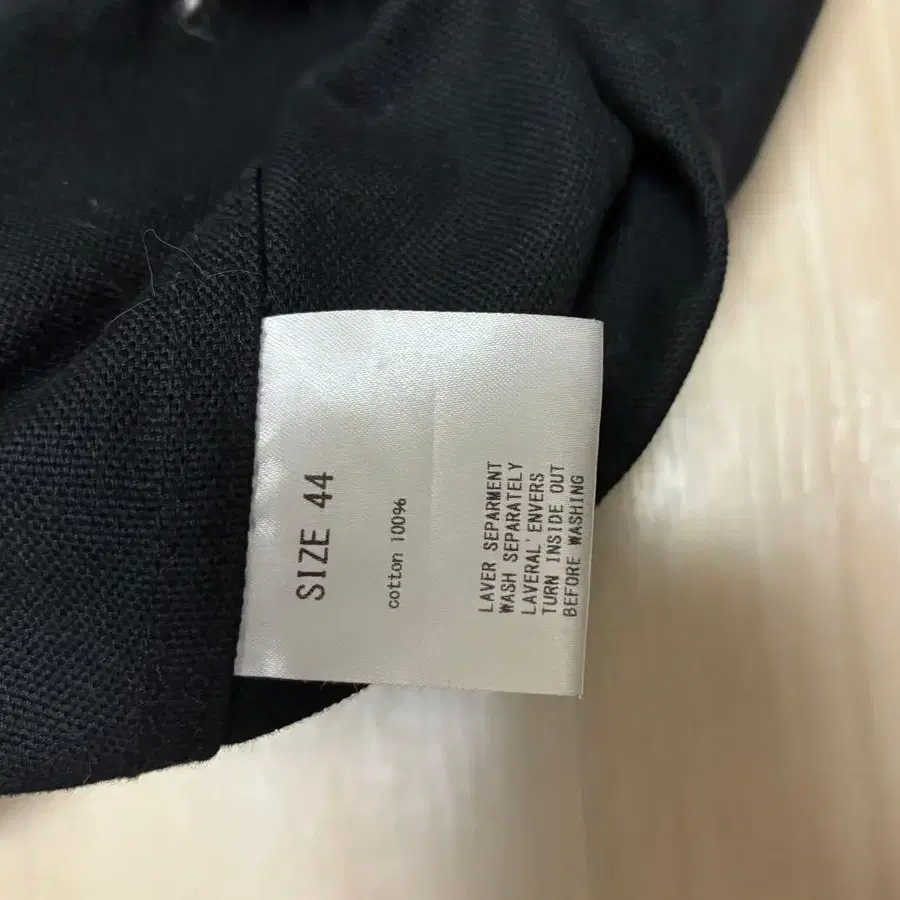 SIZE 44
cotton 100%
LAVER SEPARMENT
WASH SEPARATELY
LAVERAL'ENVERS
TURN INSIDE OUT
BEFORE WASHING